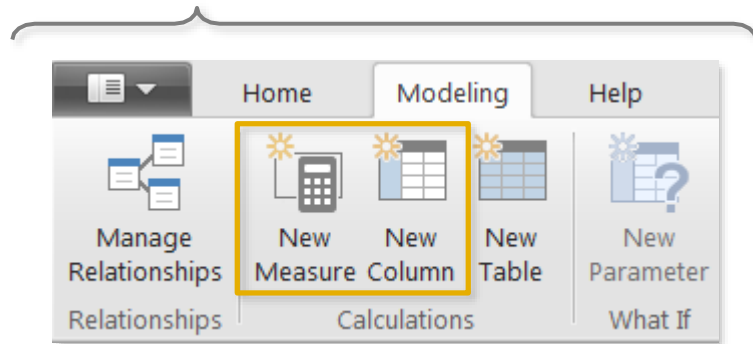 Home Modeling Help
Manage Relationships
New Measure
New Column
New Table
New Parameter
Relationships
Calculations
What If